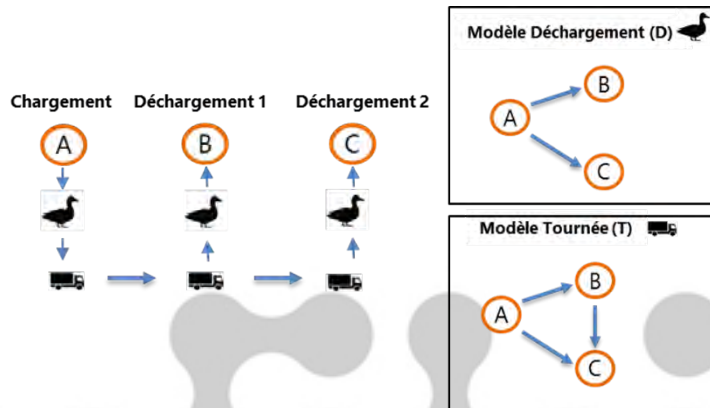 Chargement
Déchargement 1
Déchargement 2
A
B
C
Modèle Déchargement (D)
B
A
C
Modèle Tournée (T)
B
A
C